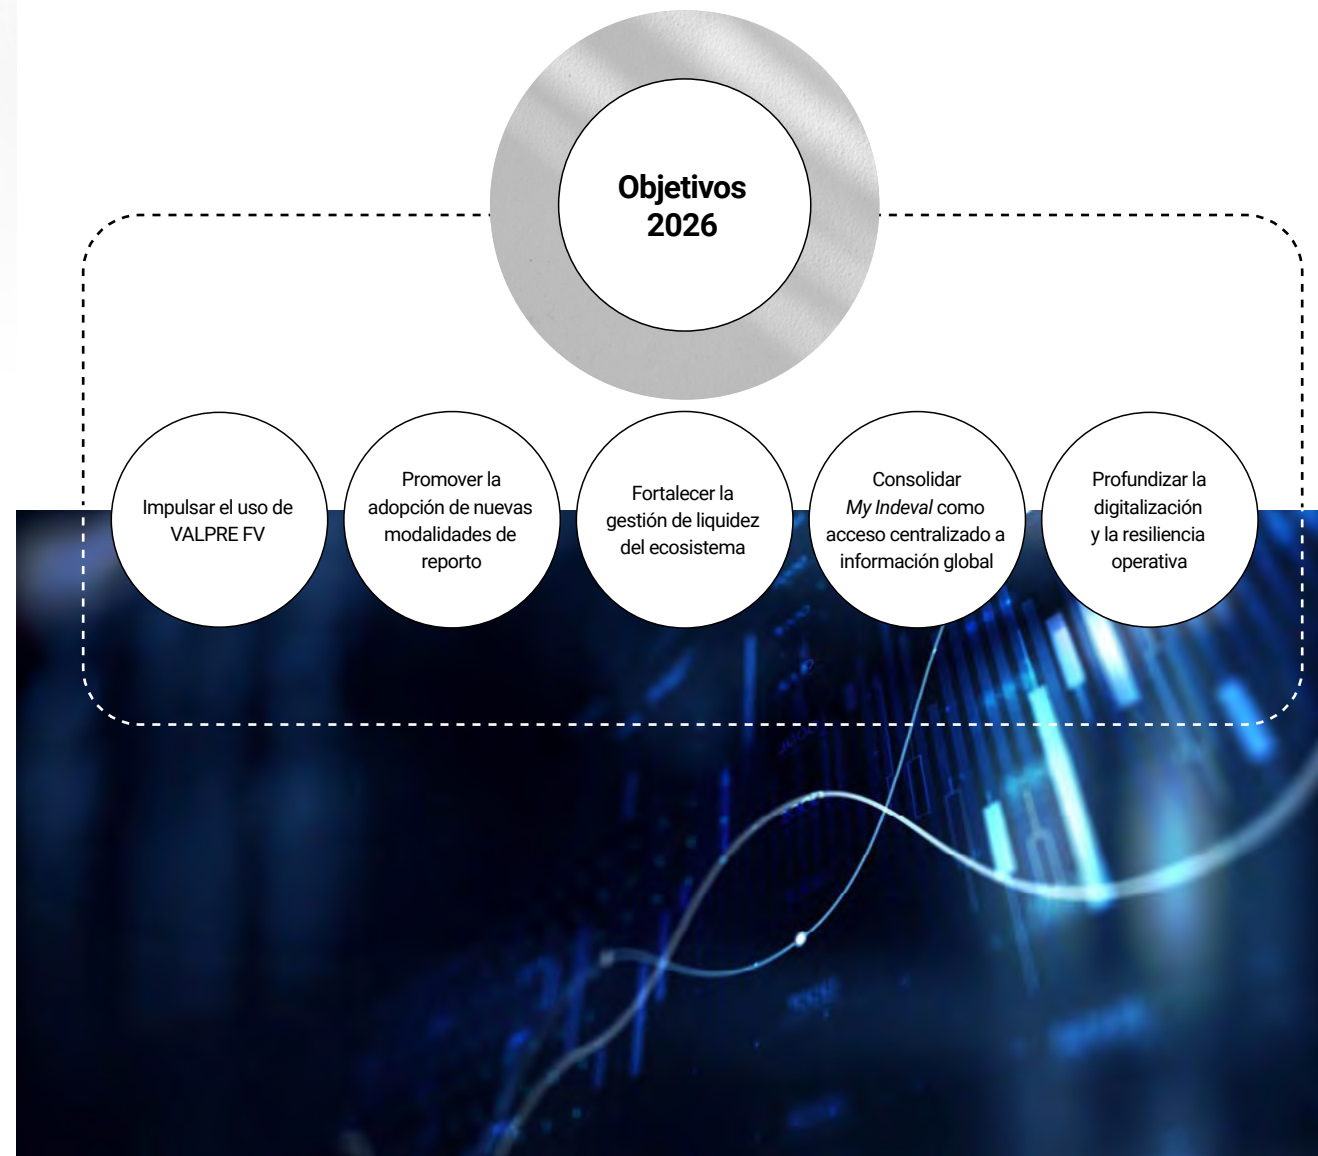 Objetivos
2026
Impulsar el uso de
VALPRE FV
Promover la
adopción de nuevas
modalidades de
reporto
Fortalecer la
gestión de liquidez
del ecosistema
Consolidar
My Indeval como
acceso centralizado a
información global
Profundizar la
digitalización
y la resiliencia
operativa